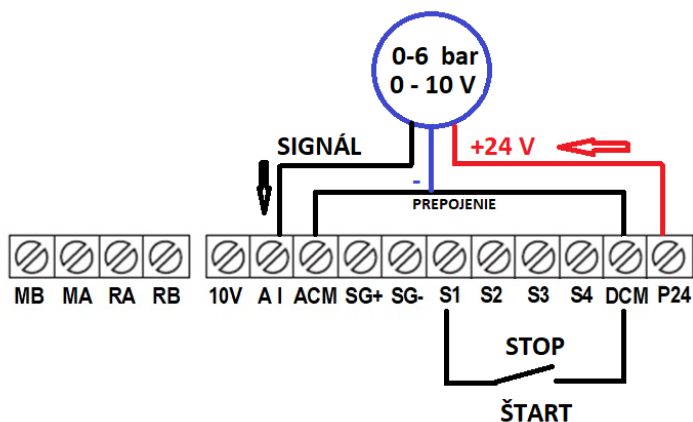 0-6 bar
0 - 10 V
SIGNÁL
+24 V
-
PREPOJENIE
MB MA RA RB 10V A I ACM SG+ SG- S1 S2 S3 S4 DCM P24
STOP
ŠTART